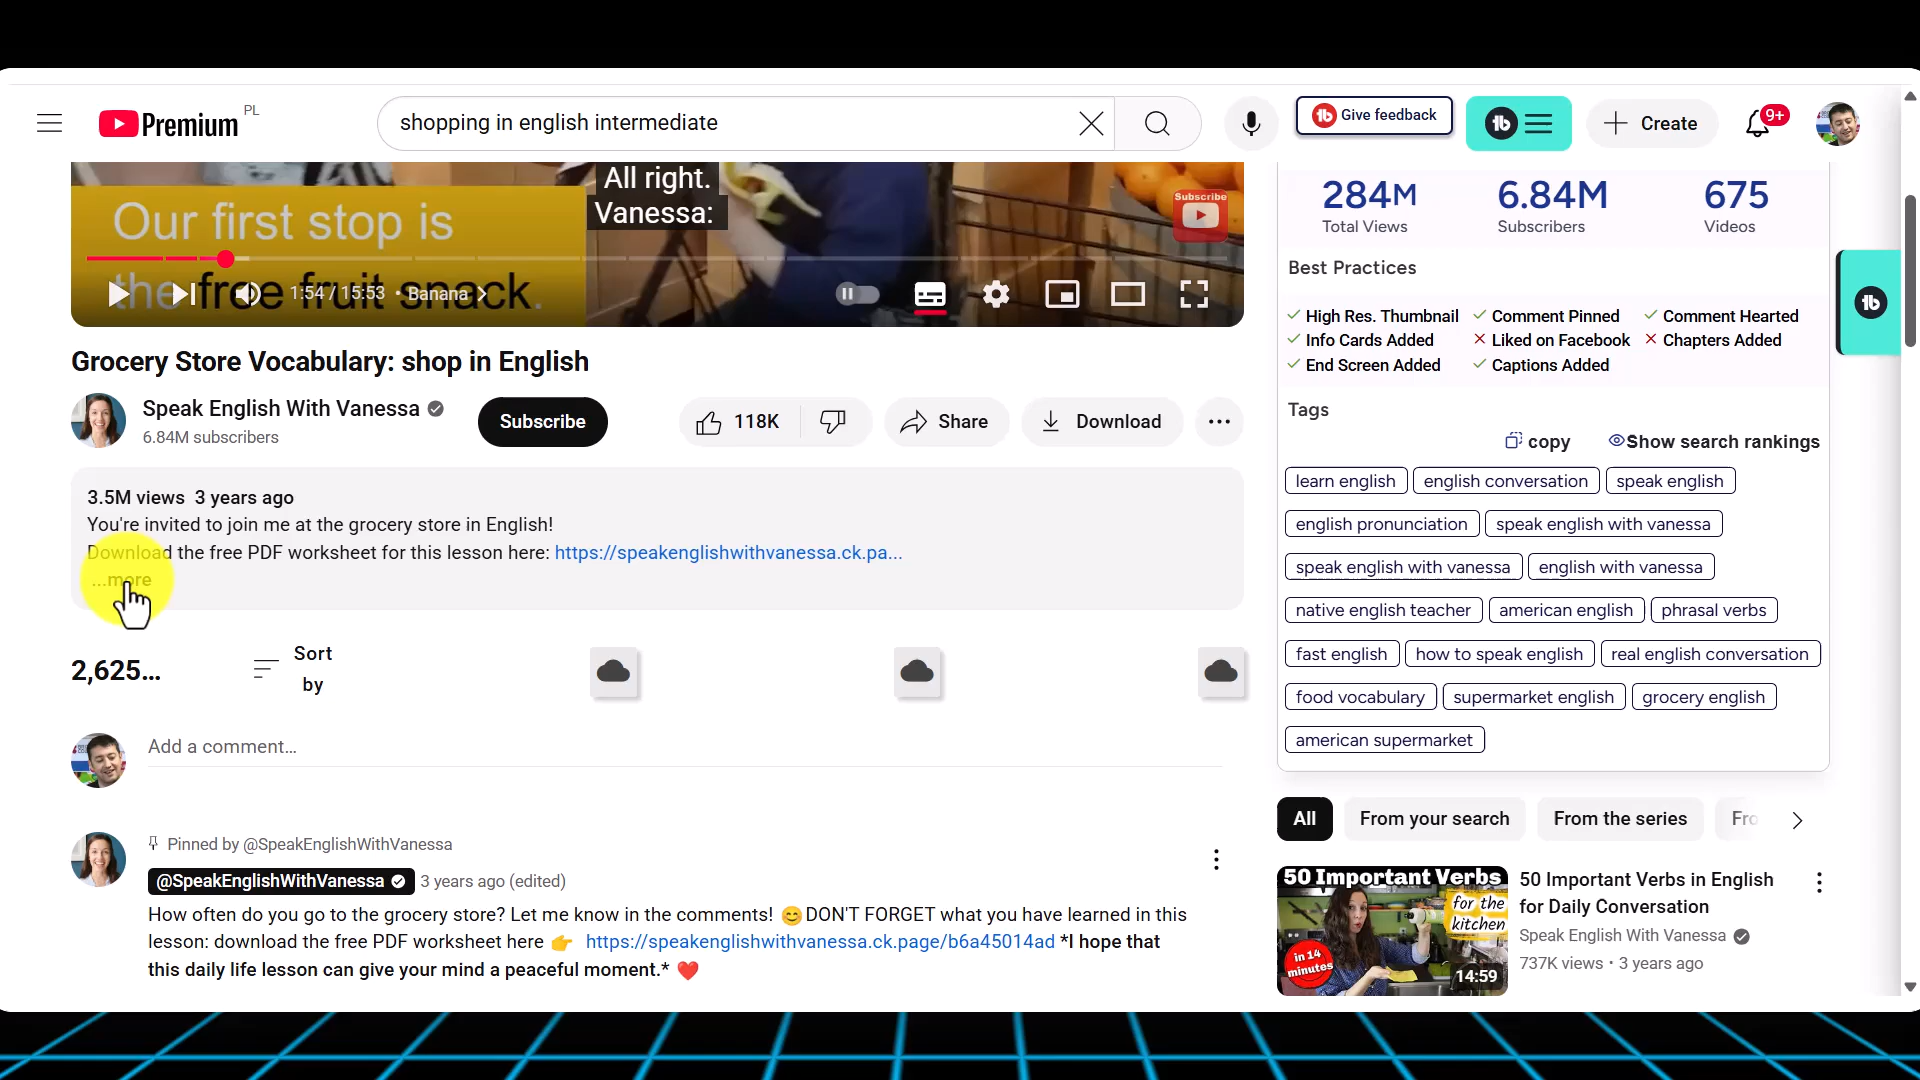 Premium PL
shopping in english intermediate
Give feedback
Create
9+
All right.
Vanessa:
Our first stop is
the free fruit snack.
Subscribe
1:54 / 15:53 • Banana
Grocery Store Vocabulary: shop in English
Speak English With Vanessa
6.84M subscribers
Subscribe
118K
Share
Download
3.5M views 3 years ago
You're invited to join me at the grocery store in English!
Download the free PDF worksheet for this lesson here: https://speakenglishwithvanessa.ck.pa...
...more
2,625...
Sort
by
Add a comment...
Pinned by @SpeakEnglishWithVanessa
@SpeakEnglishWithVanessa 3 years ago (edited)
How often do you go to the grocery store? Let me know in the comments! 😊 DON'T FORGET what you have learned in this
lesson: download the free PDF worksheet here 👉 https://speakenglishwithvanessa.ck.page/b6a45014ad *I hope that
this daily life lesson can give your mind a peaceful moment.* ❤️
284M 6.84M 675
Total Views Subscribers Videos
Best Practices
High Res. Thumbnail Comment Pinned Comment Hearted
Info Cards Added Liked on Facebook Chapters Added
End Screen Added Captions Added
Tags
copy Show search rankings
learn english english conversation speak english
english pronunciation speak english with vanessa
speak english with vanessa english with vanessa
native english teacher american english phrasal verbs
fast english how to speak english real english conversation
food vocabulary supermarket english grocery english
american supermarket
All From your search From the series Fro
50 Important Verbs
for the
kitchen
in 14
minutes
14:59
50 Important Verbs in English
for Daily Conversation
Speak English With Vanessa
737K views • 3 years ago